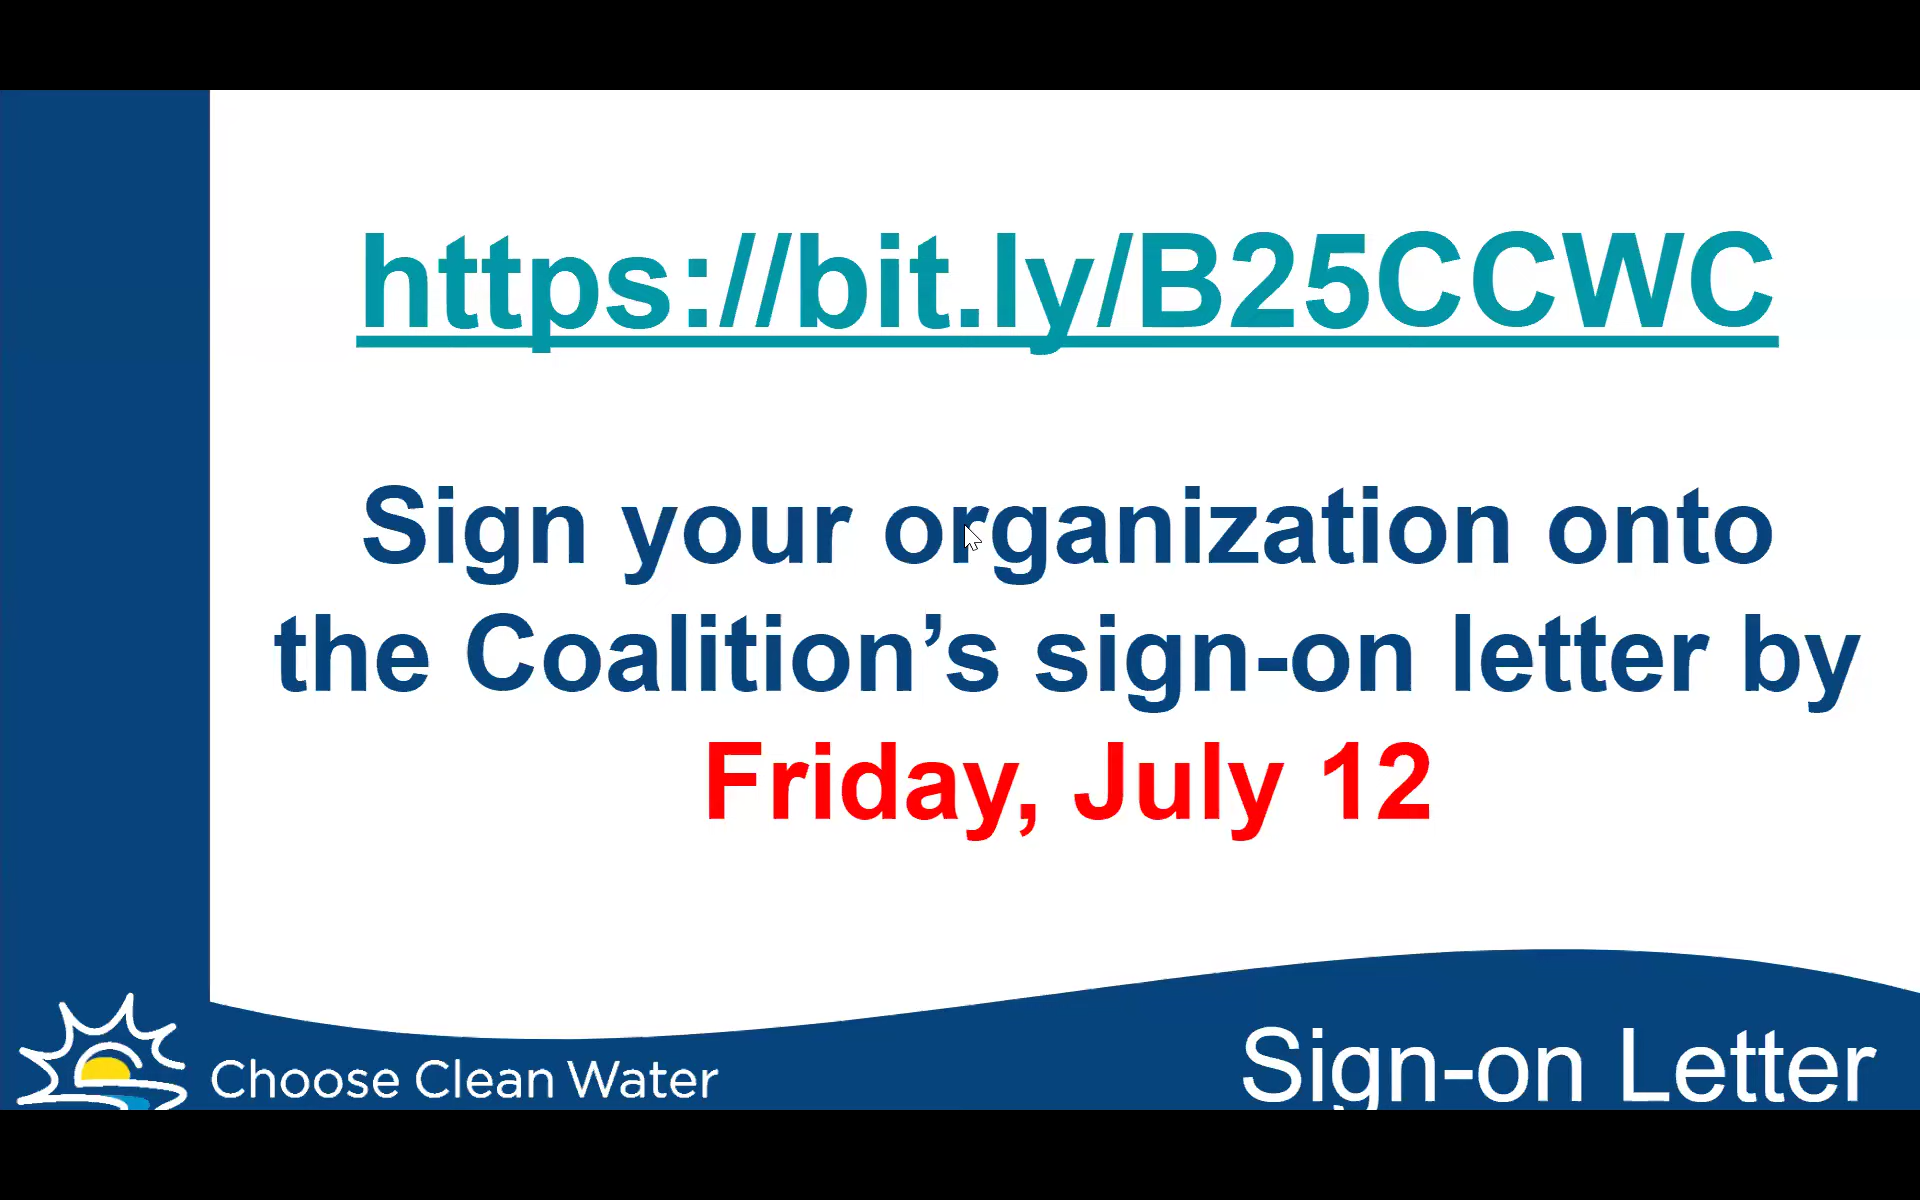 https://bit.ly/B25CCWC
Sign your organization onto
the Coalition’s sign-on letter by
Friday, July 12
Choose Clean Water
Sign-on Letter